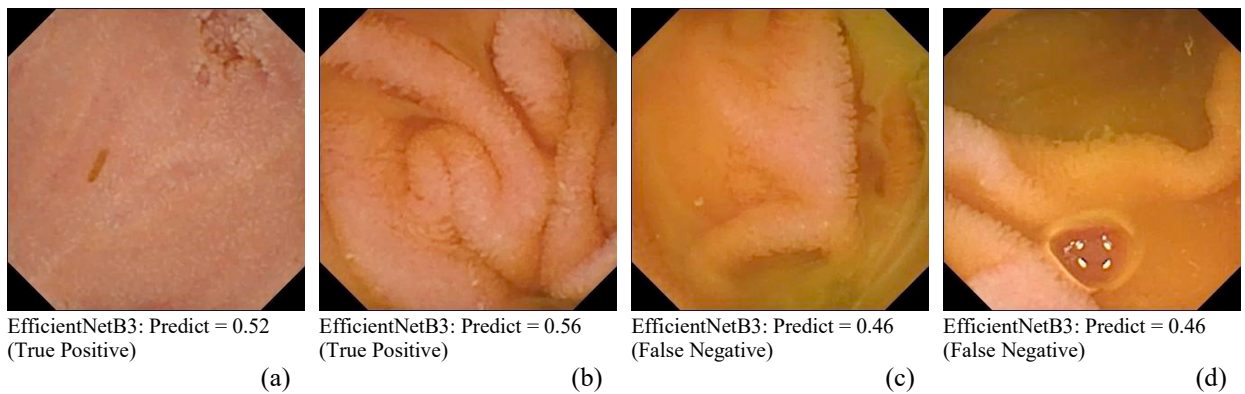 EfficientNetB3: Predict = 0.52
(True Positive)
(a)
EfficientNetB3: Predict = 0.56
(True Positive)
(b)
EfficientNetB3: Predict = 0.46
(False Negative)
(c)
EfficientNetB3: Predict = 0.46
(False Negative)
(d)